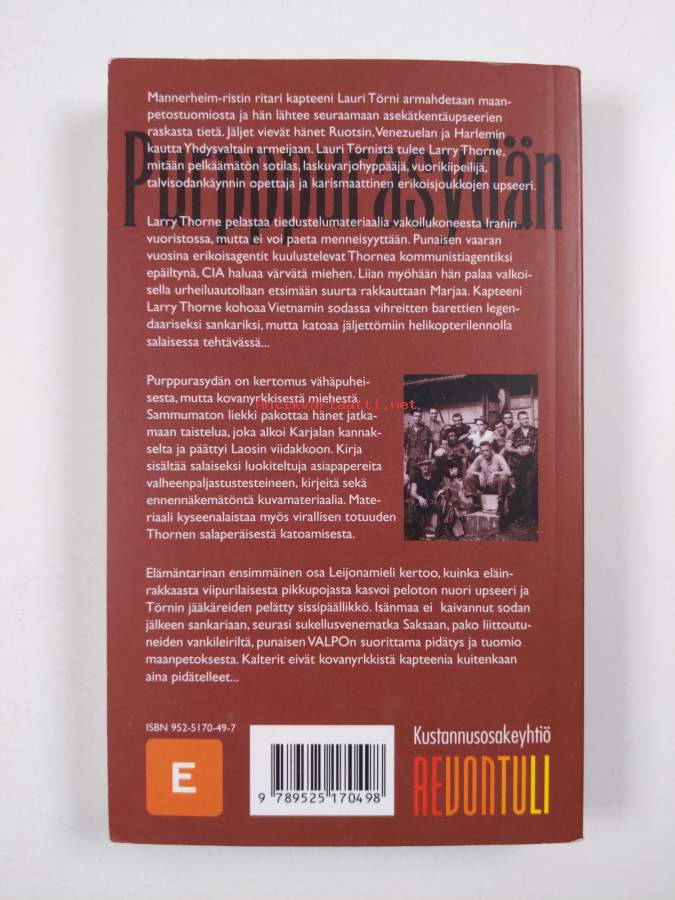 Mannerheim-ristin ritari kapteeni Lauri Törni armahdetaan maan-
petostuomiosta ja hän lähtee seuraamaan asekätkentäupseerien
raskasta tietä. Jäljet vievät hänet Ruotsin, Venezuelan ja Harlemin
kautta Yhdysvaltain armeijaan. Lauri Törnistä tulee Larry Thorne,
mitään pelkäämätön sotilas, laskuvarjohyppääjä, vuorikiipeilijä,
talvisodankäynnin opettaja ja karismaattinen erikoisjoukkojen upseeri.
Purpppurasydän
Larry Thorne pelastaa tiedustelumateriaalia vakoilukoneesta Iranin
vuoristossa, mutta ei voi paeta menneisyyttään. Punaisen vaaran
vuosina erikoisagentit kuulustelevat Thornea kommunistiagentiksi
epäiltynä, CIA haluaa värvätä miehen. Liian myöhään hän palaa valkoi-
sella urheiluautollaan etsimään suurta rakkauttaan Marjaa. Kapteeni
Larry Thorne kohoaa Vietnamin sodassa vihreitten barettien legen-
daariseksi sankariksi, mutta katoaa jäljettömiin helikopterilennolla
salaisessa tehtävässä...
Purppurasydän on kertomus vähäpuhei-
sesta, mutta kovanyrkkisestä miehestä.
Sammumaton liekki pakottaa hänet jatka-
maan taistelua, joka alkoi Karjalan kannak-
selta ja päättyi Laosin viidakkoon. Kirja
sisältää salaiseksi luokiteltuja asiapapereita
valheenpaljastustesteineen, kirjeitä sekä
ennennäkemätöntä kuvamateriaalia. Mate-
riaali kyseenalaistaa myös virallisen totuuden
Thornen salaperäisestä katoamisesta.
Antikvariaatti.net
Elämäntarinan ensimmäinen osa Leijonamieli kertoo, kuinka eläin-
rakkaasta viipurilaisesta pikkupojasta kasvoi peloton nuori upseeri ja
Törnin jääkäreiden pelätty sissipäällikkö. Isänmaa ei kaivannut sodan
jälkeen sankariaan, seurasi sukellusvenematka Saksaan, pako liittoutu-
neiden vankileiriltä, punaisen VALPOn suorittama pidätys ja tuomio
maanpetoksesta. Kalterit eivät kovanyrkkistä kapteenia kuitenkaan
aina pidätelleet...
ISBN 952-5170-49-7
E
9 789525 170498
Kustannusosakeyhtiö
REVONTULI